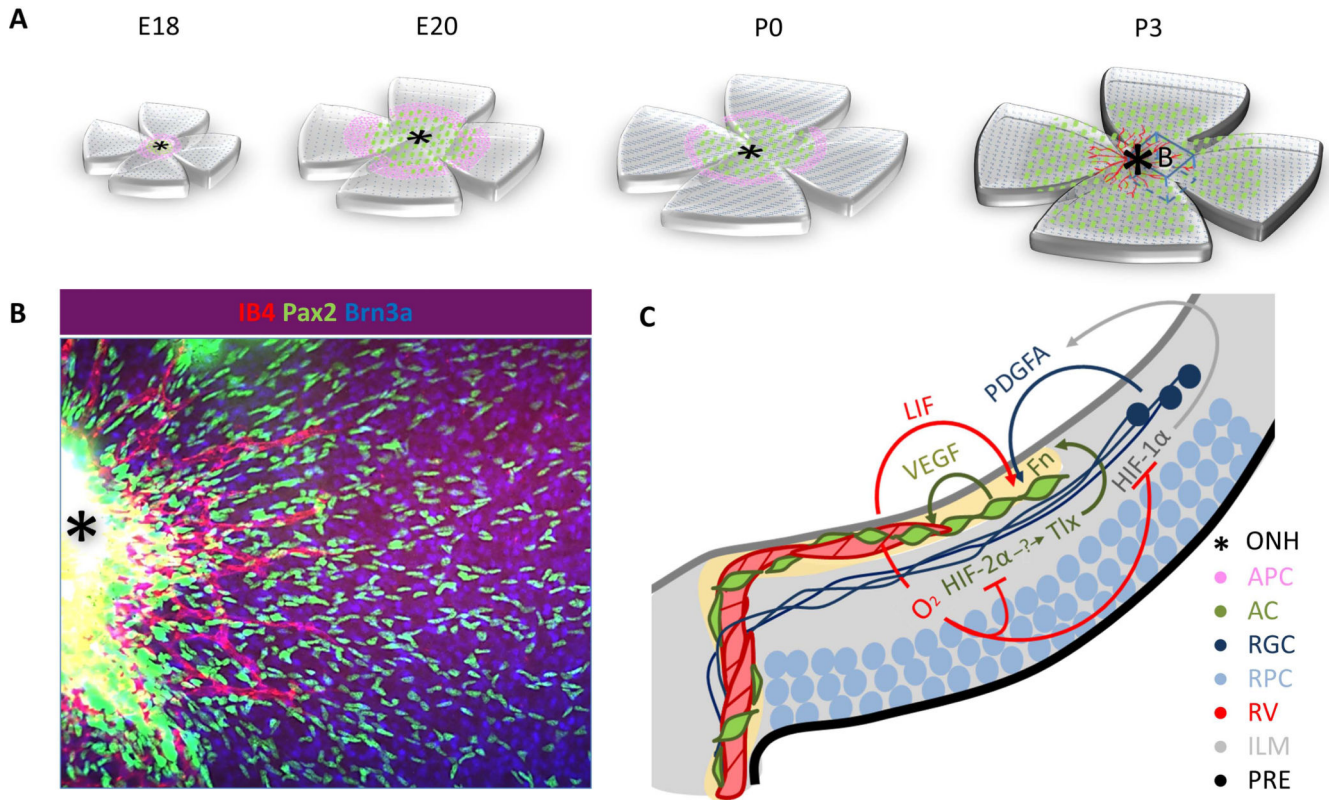 A
E18
E20
P0
P3
*
*
*
* B
B
IB4 Pax2 Brn3a
*
C
PDGFA
LIF
VEGF
Fn
HIF-1α
HIF-2α -?→ Tlx
O₂
* ONH
APC
AC
RGC
RPC
RV
ILM
PRE